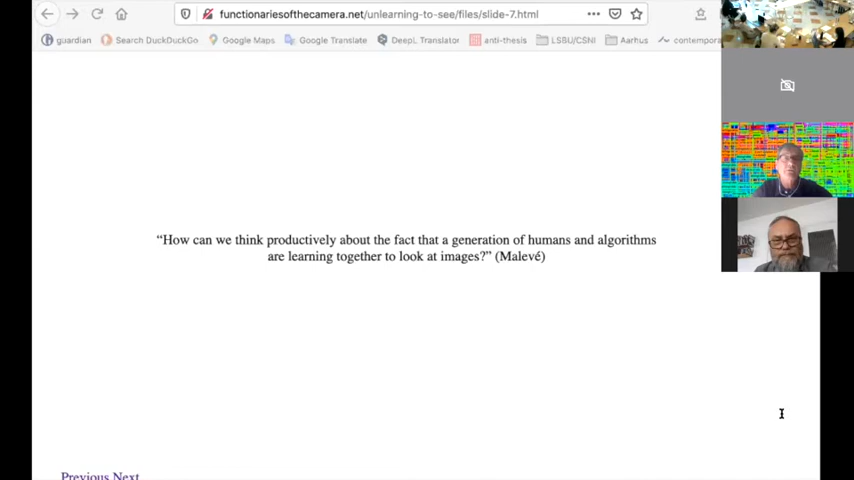 functionariesofthecamera.net/unlearning-to-see/files/slide-7.html
guardian Search DuckDuckGo Google Maps Google Translate DeepL Translator anti-thesis LSBU/CSNI Aarhus contempora
“How can we think productively about the fact that a generation of humans and algorithms
are learning together to look at images?” (Malevé)
Previous Next